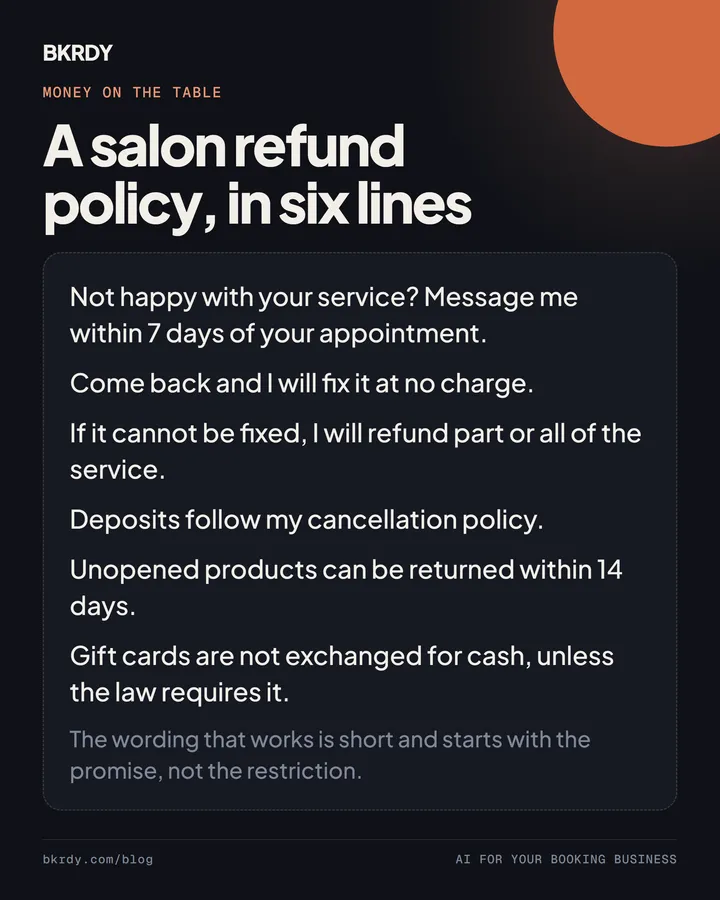 BKRDY
MONEY ON THE TABLE
A salon refund
policy, in six lines
Not happy with your service? Message me
within 7 days of your appointment.
Come back and I will fix it at no charge.
If it cannot be fixed, I will refund part or all of the
service.
Deposits follow my cancellation policy.
Unopened products can be returned within 14
days.
Gift cards are not exchanged for cash, unless
the law requires it.
The wording that works is short and starts with the
promise, not the restriction.
bkrdy.com/blog
AI FOR YOUR BOOKING BUSINESS